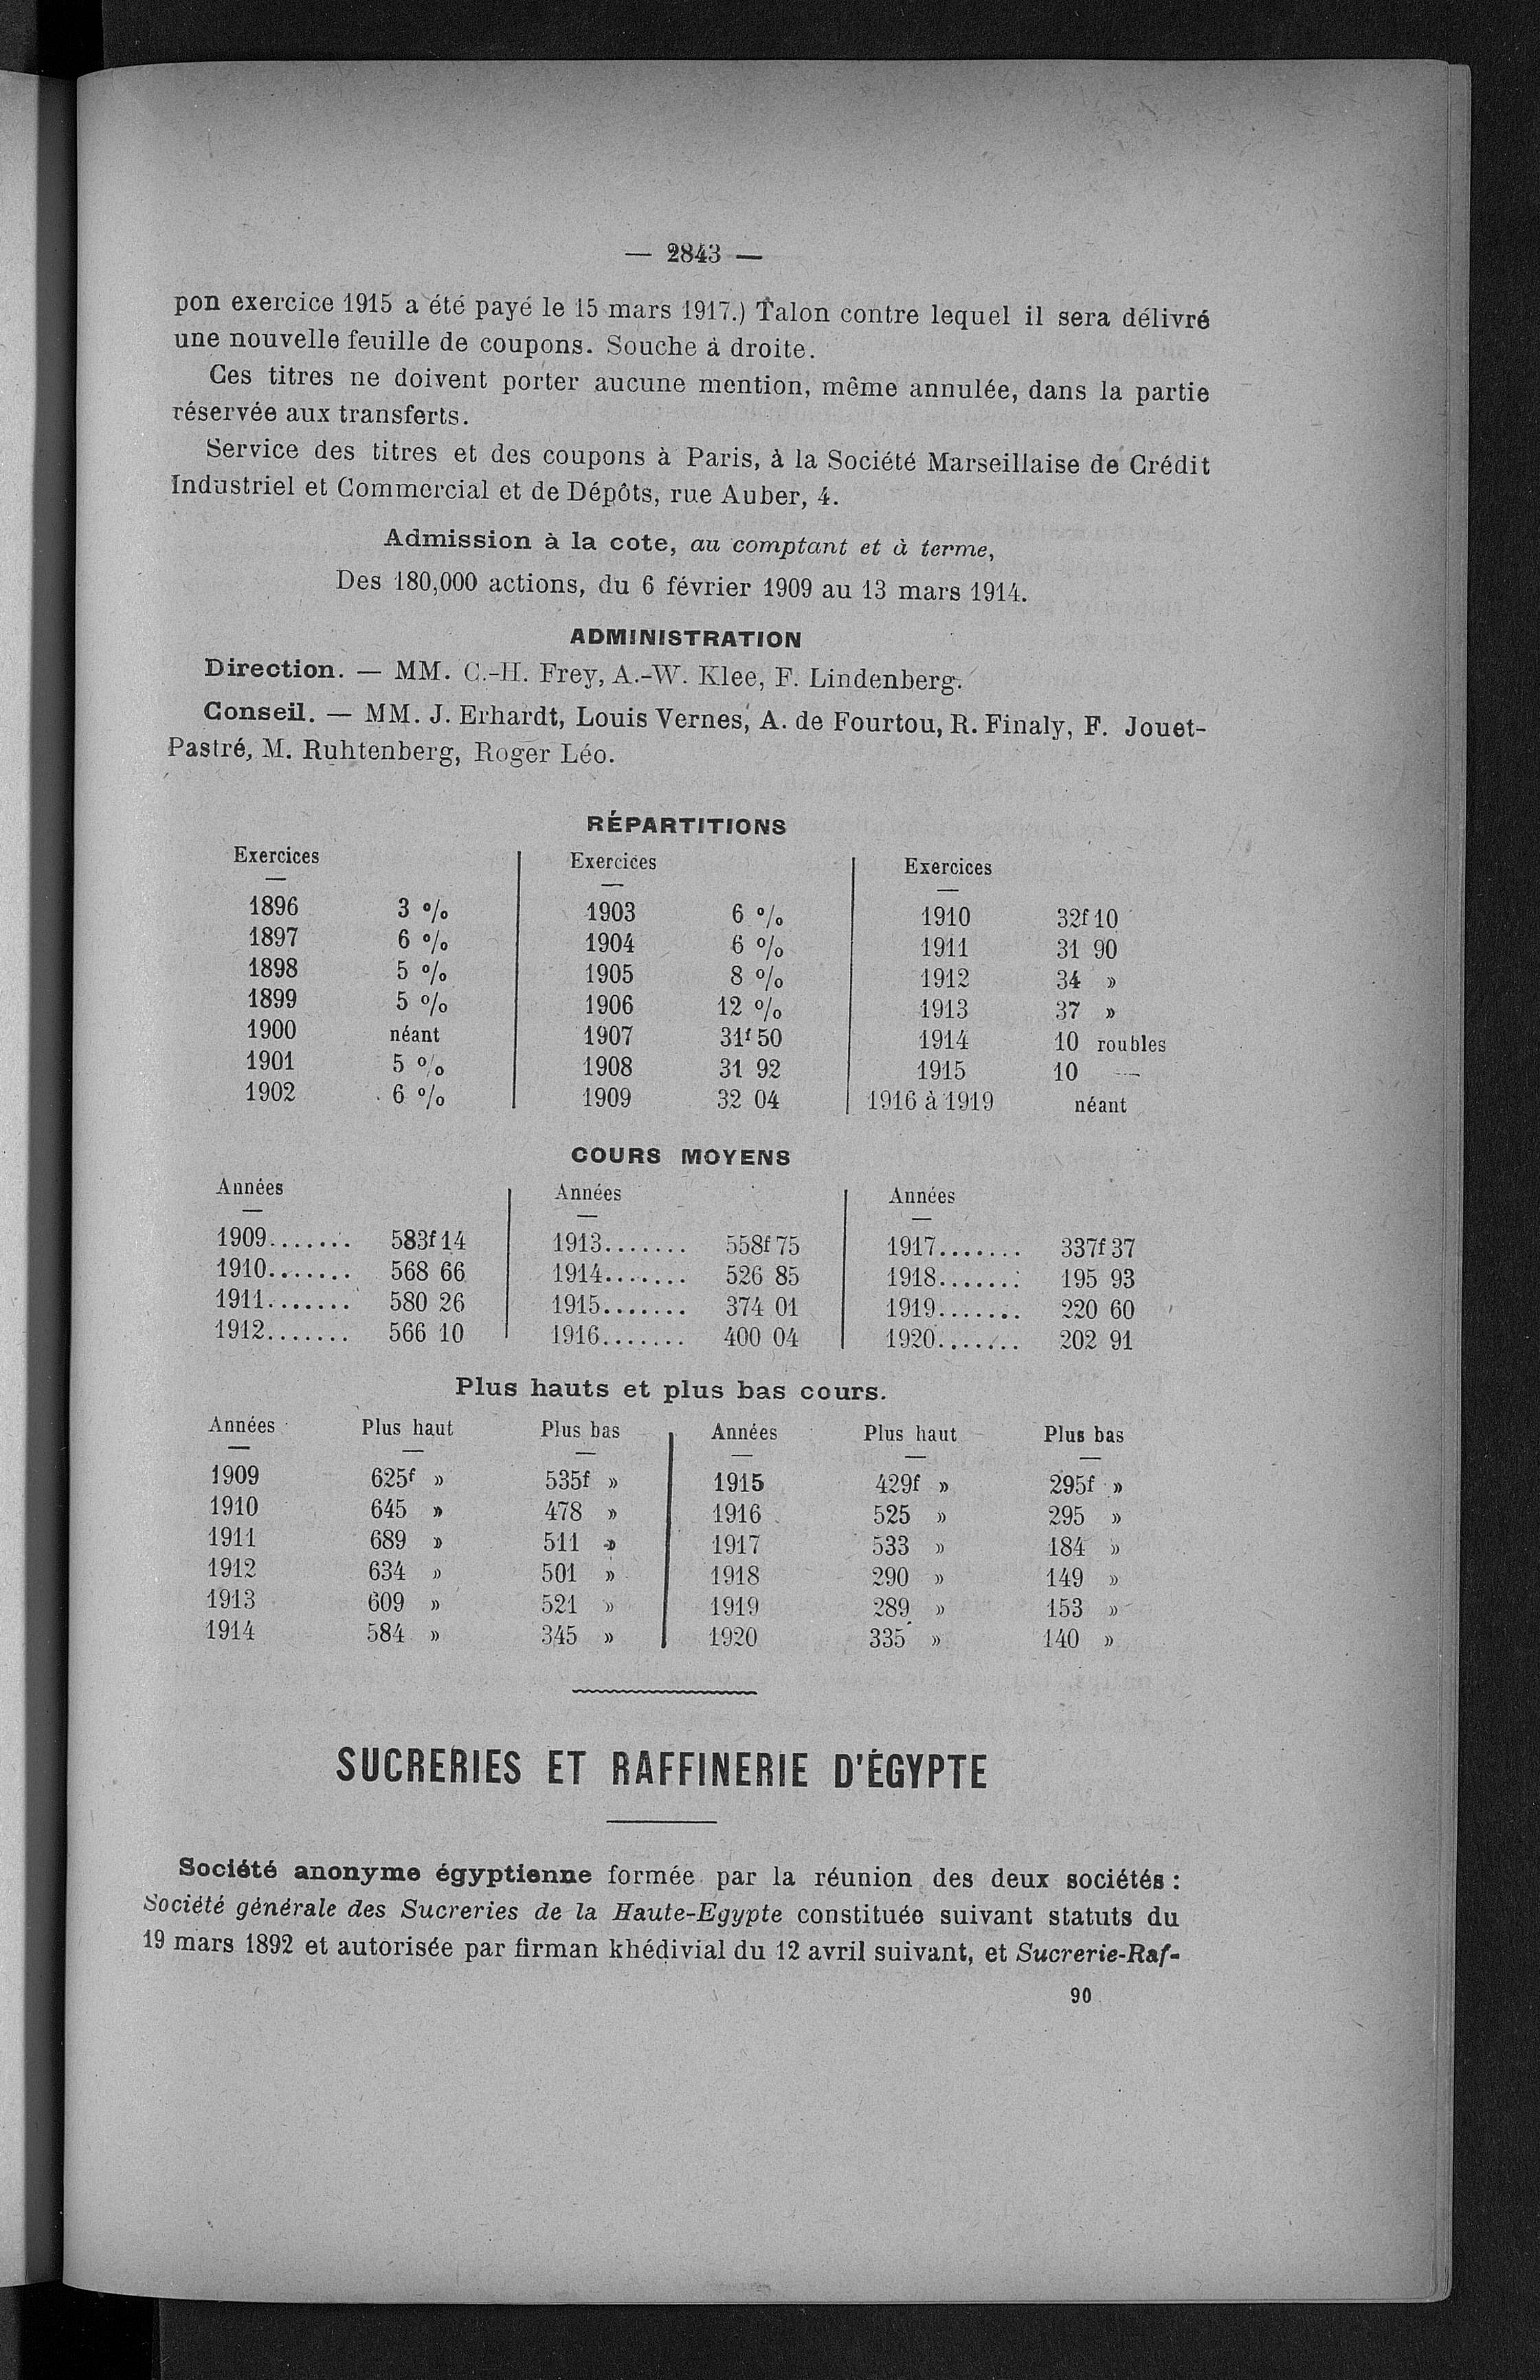 — 2843 —
pon exercice 1915 a été payé le 15 mars 1917.) Talon contre lequel il sera délivré
une nouvelle feuille de coupons. Souche à droite.
Ces titres ne doivent porter aucune mention, même annulée, dans la partie
réservée aux transferts.
Service des titres et des coupons à Paris, à la Société Marseillaise de Crédit
Industriel et Commercial et de Dépôts, rue Auber, 4.
Admission à la cote, au comptant et à terme,
Des 180,000 actions, du 6 février 1909 au 13 mars 1914.
ADMINISTRATION
Direction. — MM. C.-H. Frey, A.-W. Klee, F. Lindenberg.
Conseil. — MM. J. Erhardt, Louis Vernes, A. de Fourtou, R. Finaly, F. Jouet-
Pastré, M. Ruhtenberg, Roger Léo.
RÉPARTITIONS
Exercices Exercices Exercices
1896 3 % 1903 6 % 1910 32f10
1897 6 % 1904 6 % 1911 31 90
1898 5 % 1905 8 % 1912 34 »
1899 5 % 1906 12 % 1913 37 »
1900 néant 1907 31f50 1914 10 roubles
1901 5 % 1908 31 92 1915 10 —
1902 6 % 1909 32 04 1916 à 1919 néant
COURS MOYENS
Années Années Années
1909....... 583f14 1913....... 558f75 1917....... 337f37
1910....... 568 66 1914....... 526 85 1918....... 195 93
1911....... 580 26 1915....... 374 01 1919....... 220 60
1912....... 566 10 1916....... 400 04 1920....... 202 91
Plus hauts et plus bas cours.
Années Plus haut Plus bas Années Plus haut Plus bas
1909 625f » 535f » 1915 429f » 295f »
1910 645 » 478 » 1916 525 » 295 »
1911 689 » 511 » 1917 533 » 184 »
1912 634 » 501 » 1918 290 » 149 »
1913 609 » 521 » 1919 289 » 153 »
1914 584 » 345 » 1920 335 » 140 »
SUCRERIES ET RAFFINERIE D'ÉGYPTE
Société anonyme égyptienne formée par la réunion des deux sociétés :
Société générale des Sucreries de la Haute-Egypte constituée suivant statuts du
19 mars 1892 et autorisée par firman khédivial du 12 avril suivant, et Sucrerie-Raf-
90